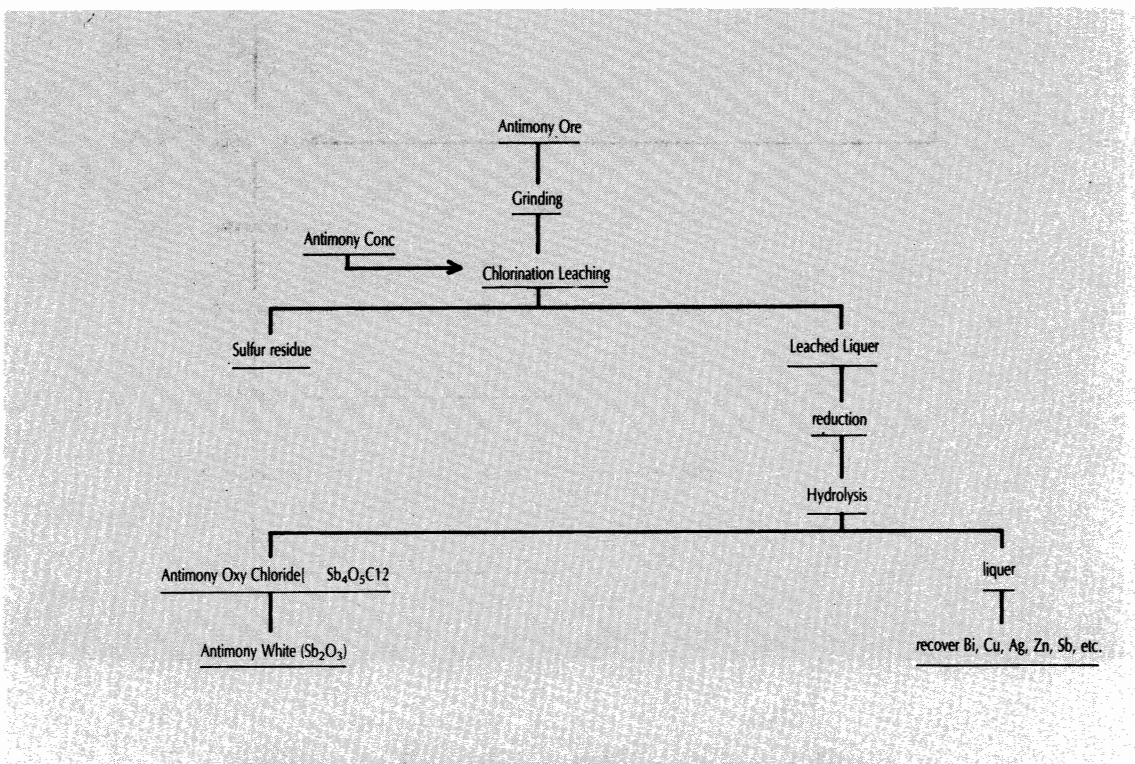 Antimony Ore
Grinding
Antimony Conc
Chlorination Leaching
Sulfur residue
Leached Liquer
reduction
Hydrolysis
Antimony Oxy Chloride[ Sb₄O₅C12
liquer
Antimony White (Sb₂O₃)
recover Bi, Cu, Ag, Zn, Sb, etc.